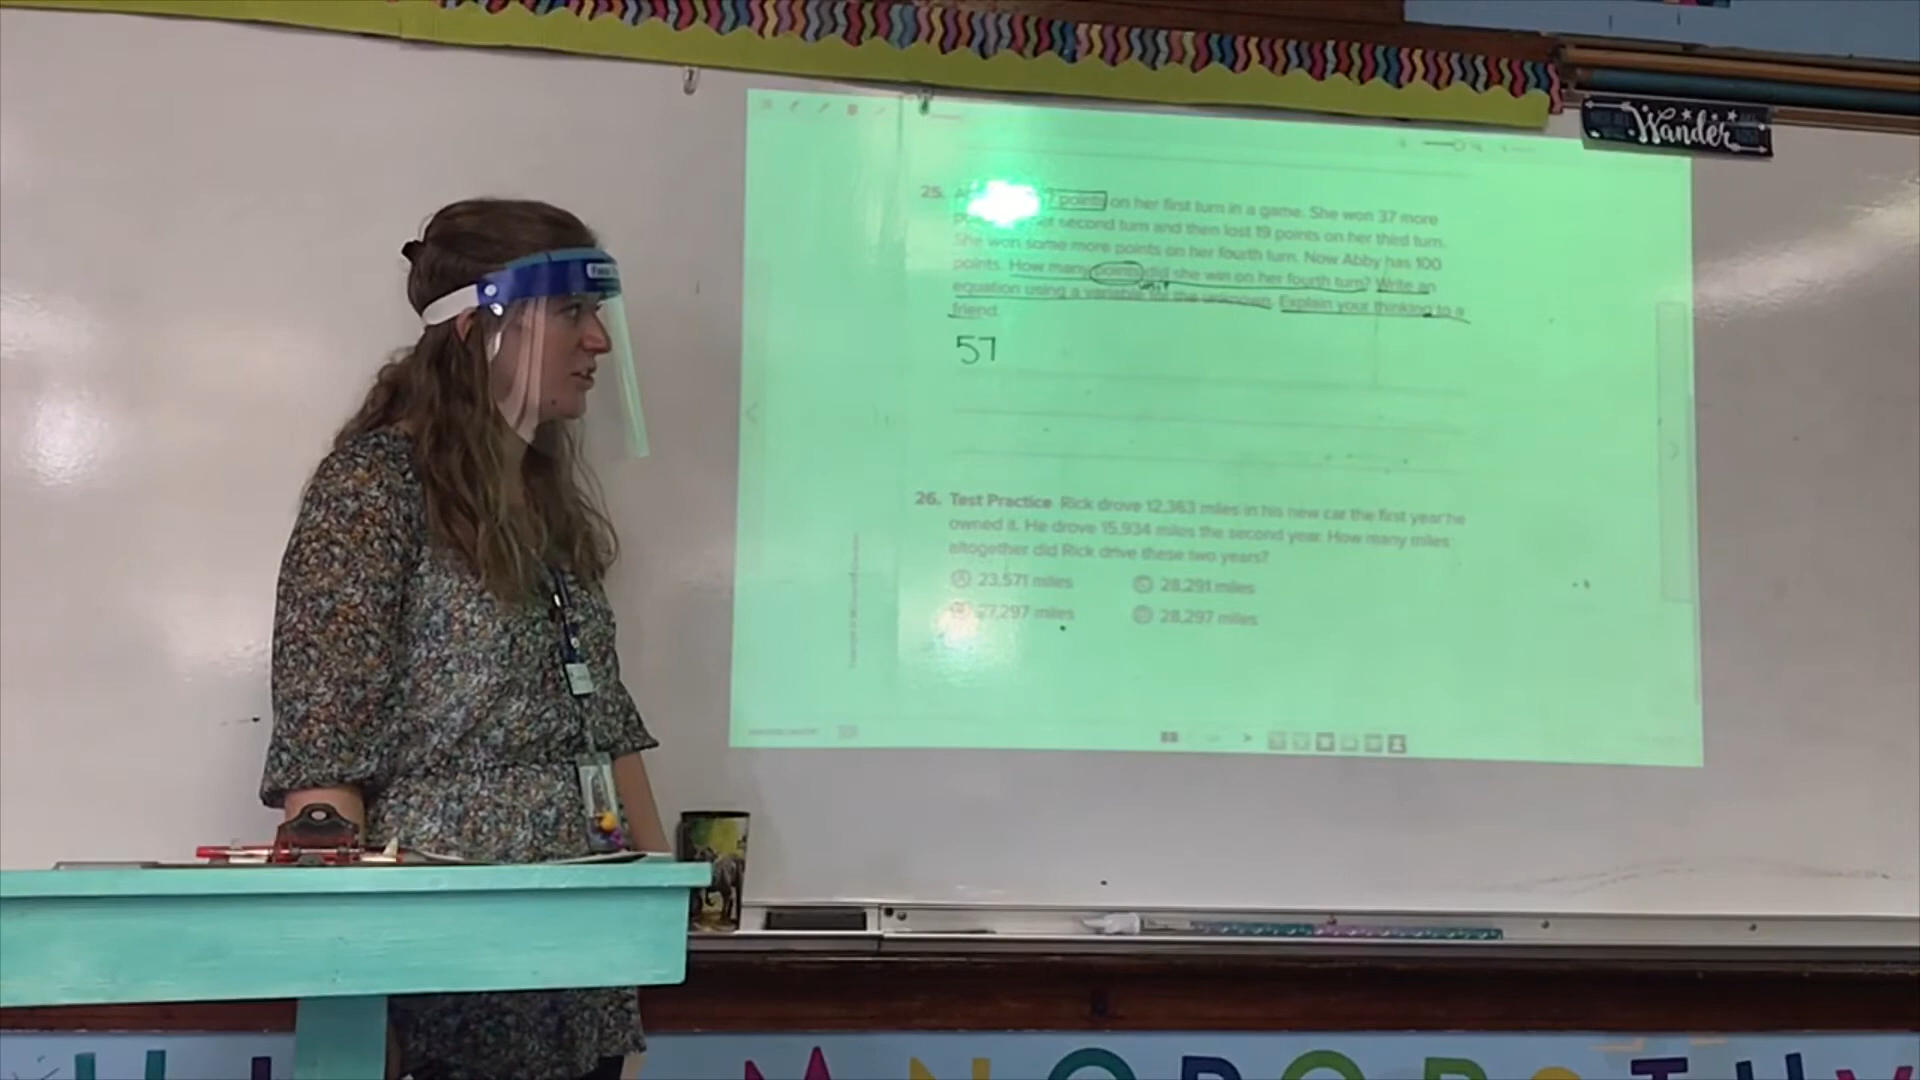 Wander
25. 7 points on her first turn in a game. She won 37 more
second turn and then lost 19 points on her third turn.
She won some more points on her fourth turn. Now Abby has 100
points. How many points did she win on her fourth turn? Write an
equation using a variable for the unknown. Explain your thinking to a
friend.
57
26. Test Practice Rick drove 12,363 miles in his new car the first year he
owned it. He drove 15,934 miles the second year. How many miles
altogether did Rick drive these two years?
A 23,571 miles
C 28,291 miles
27,297 miles
D 28,297 miles
M N O P Q R S T U V